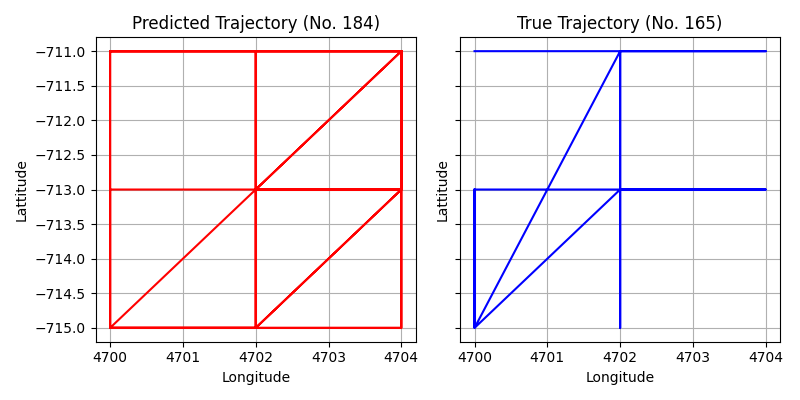 Predicted Trajectory (No. 184)
True Trajectory (No. 165)
−711.0
−711.5
−712.0
−712.5
−713.0
−713.5
−714.0
−714.5
−715.0
Lattitude
Lattitude
4700 4701 4702 4703 4704
4700 4701 4702 4703 4704
Longitude
Longitude